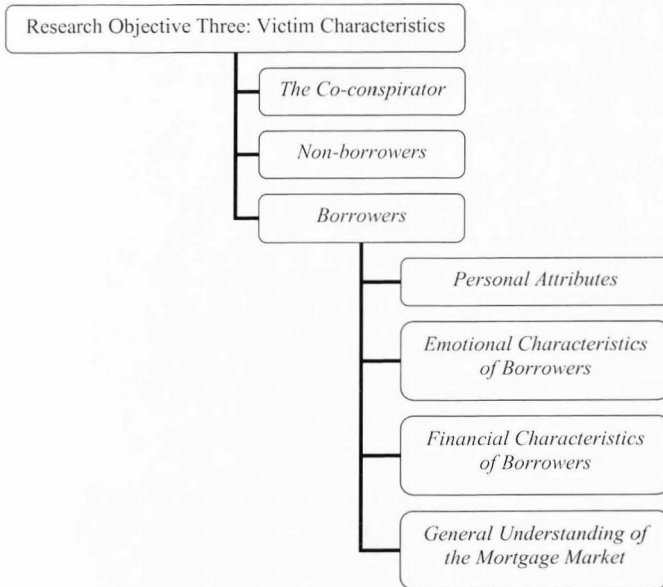 Research Objective Three: Victim Characteristics
The Co-conspirator
Non-borrowers
Borrowers
Personal Attributes
Emotional Characteristics
of Borrowers
Financial Characteristics
of Borrowers
General Understanding of
the Mortgage Market